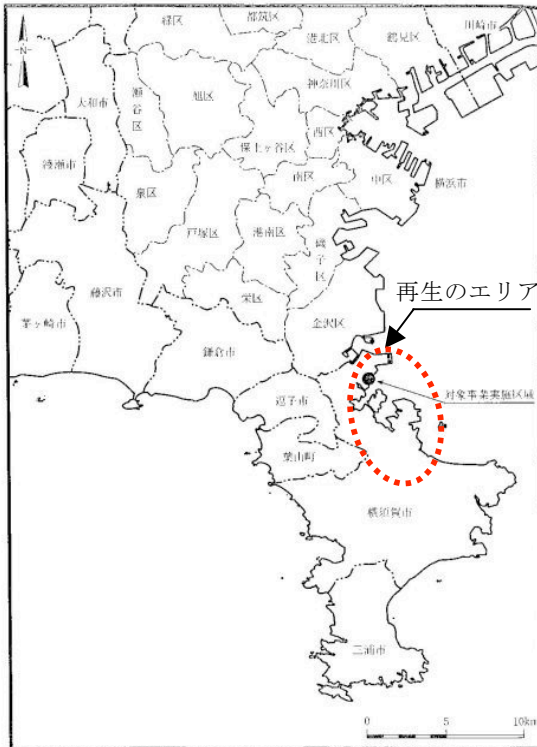 緑区
都筑区
港北区
鶴見区
川崎市
N
大和市
瀬谷区
旭区
神奈川区
保土ヶ谷区
西区
綾瀬市
泉区
南区
中区
横浜市
戸塚区
港南区
磯子区
藤沢市
栄区
再生のエリア
茅ヶ崎市
鎌倉市
金沢区
対象事業実施区域
逗子市
葉山町
横須賀市
三浦市
0 5 10km